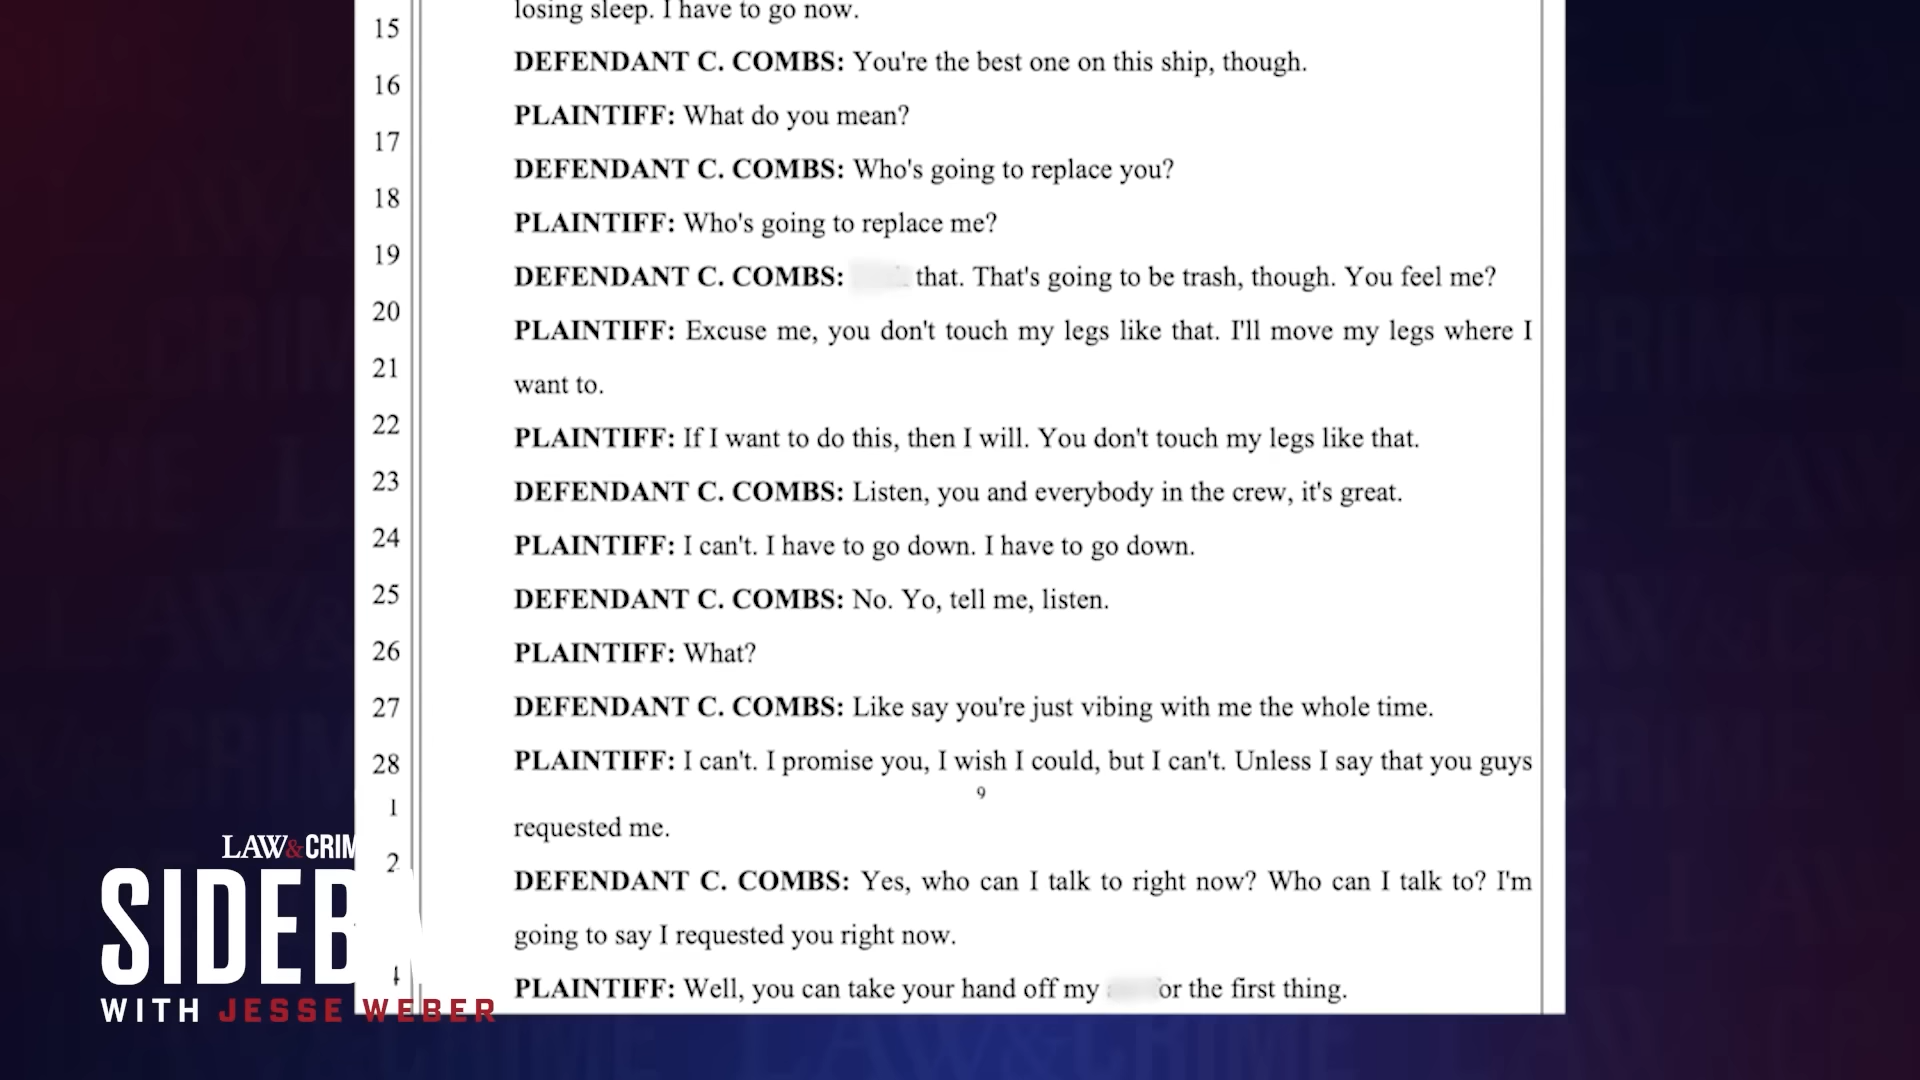 losing sleep. I have to go now.
15
DEFENDANT C. COMBS: You're the best one on this ship, though.
16
PLAINTIFF: What do you mean?
17
DEFENDANT C. COMBS: Who's going to replace you?
18
PLAINTIFF: Who's going to replace me?
19
DEFENDANT C. COMBS: that. That's going to be trash, though. You feel me?
20
PLAINTIFF: Excuse me, you don't touch my legs like that. I'll move my legs where I
21
want to.
22
PLAINTIFF: If I want to do this, then I will. You don't touch my legs like that.
23
DEFENDANT C. COMBS: Listen, you and everybody in the crew, it's great.
24
PLAINTIFF: I can't. I have to go down. I have to go down.
25
DEFENDANT C. COMBS: No. Yo, tell me, listen.
26
PLAINTIFF: What?
27
DEFENDANT C. COMBS: Like say you're just vibing with me the whole time.
28
PLAINTIFF: I can't. I promise you, I wish I could, but I can't. Unless I say that you guys
9
1
requested me.
2
DEFENDANT C. COMBS: Yes, who can I talk to right now? Who can I talk to? I'm
going to say I requested you right now.
4
PLAINTIFF: Well, you can take your hand off my or the first thing.
LAW&CRIM
SIDEB
WITH JESSE WEBER